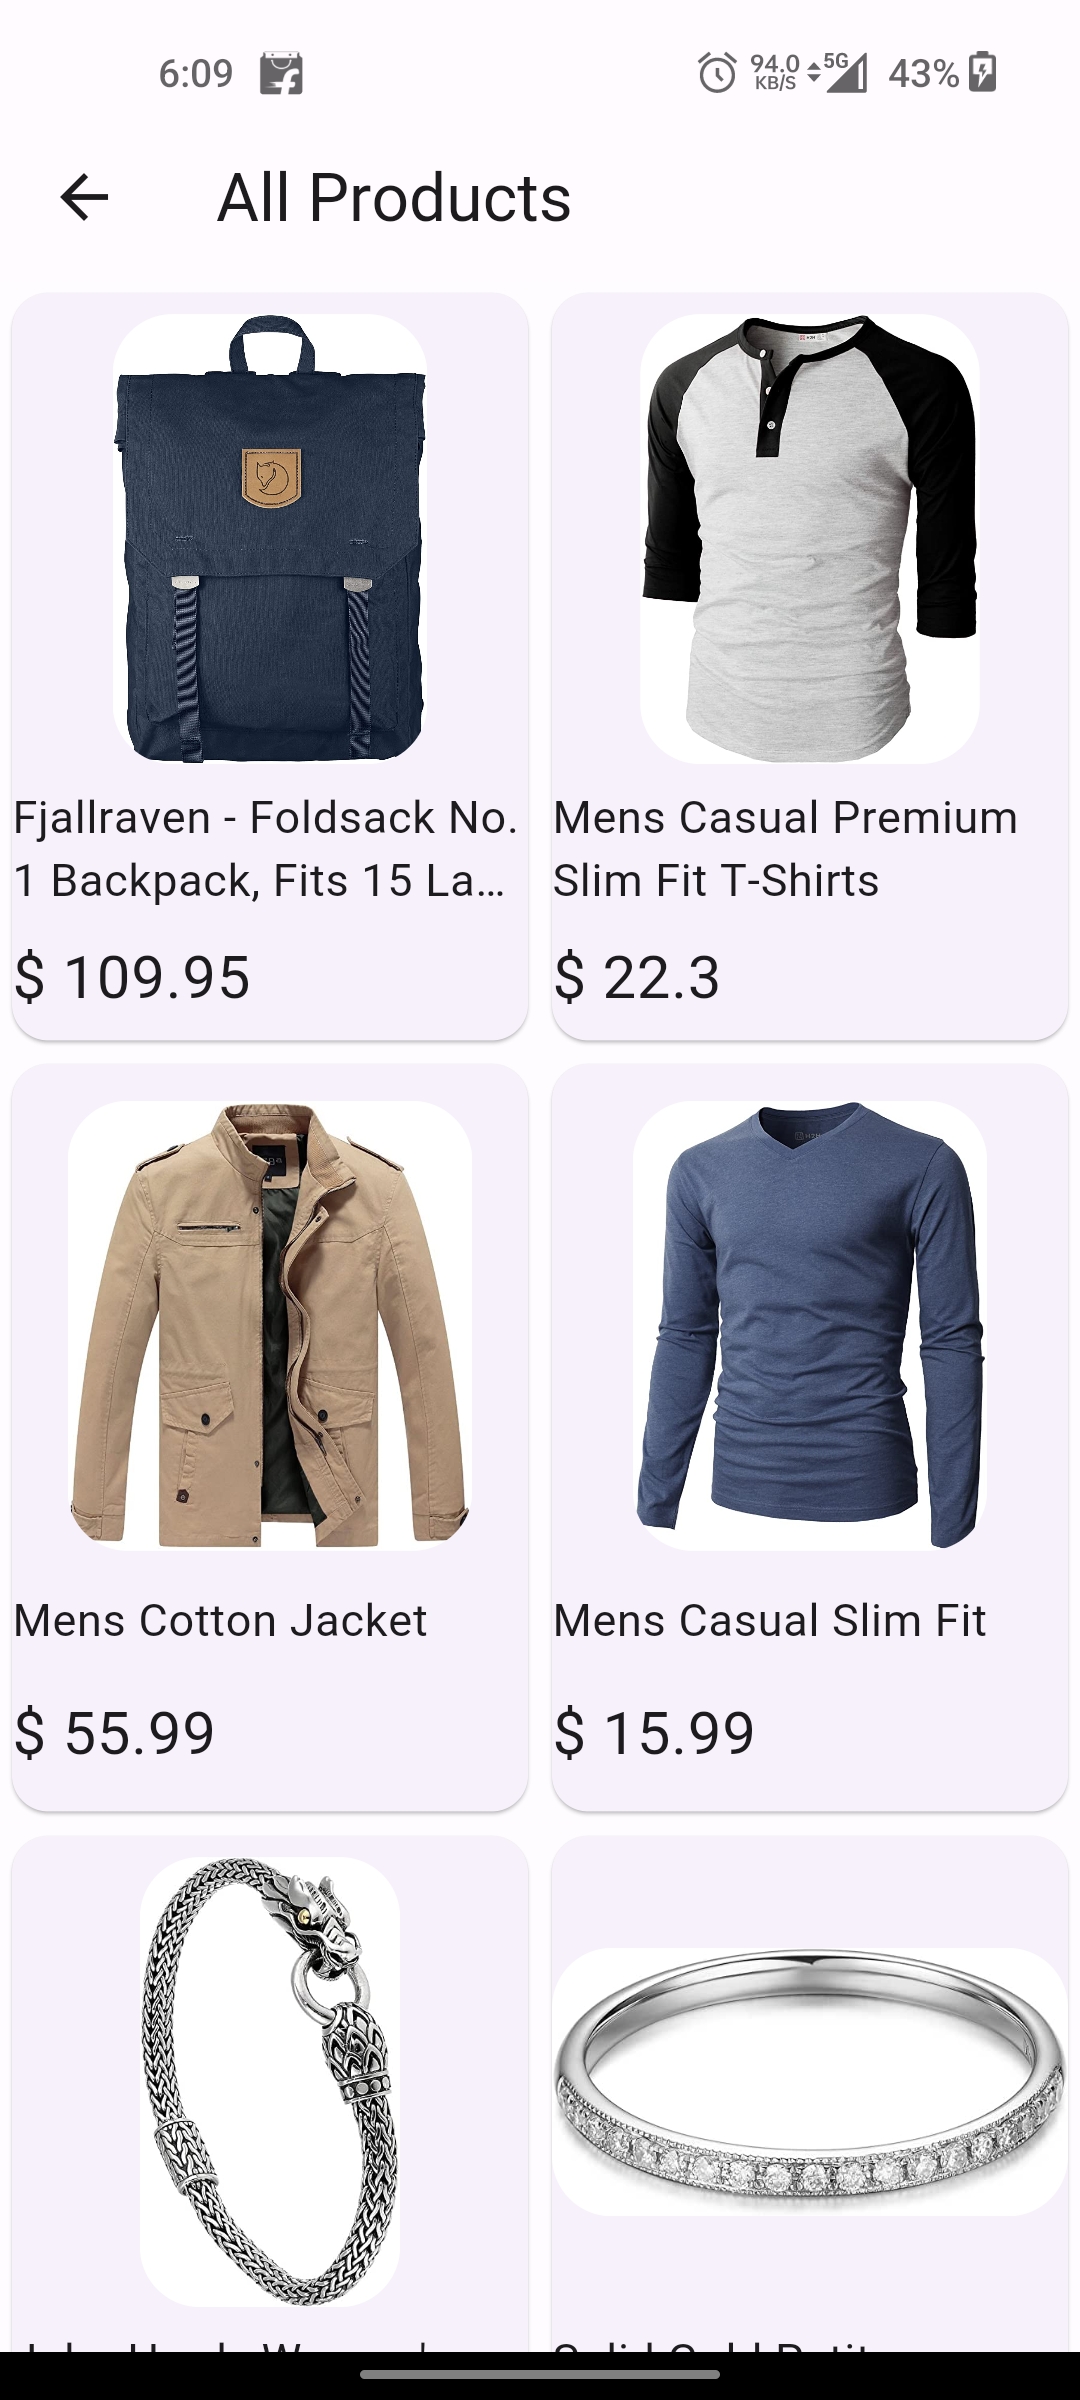 6:09
94.0
KB/S
5G
43%
All Products
Fjallraven - Foldsack No.
1 Backpack, Fits 15 La...
$ 109.95
Mens Casual Premium
Slim Fit T-Shirts
$ 22.3
Mens Cotton Jacket
$ 55.99
Mens Casual Slim Fit
$ 15.99